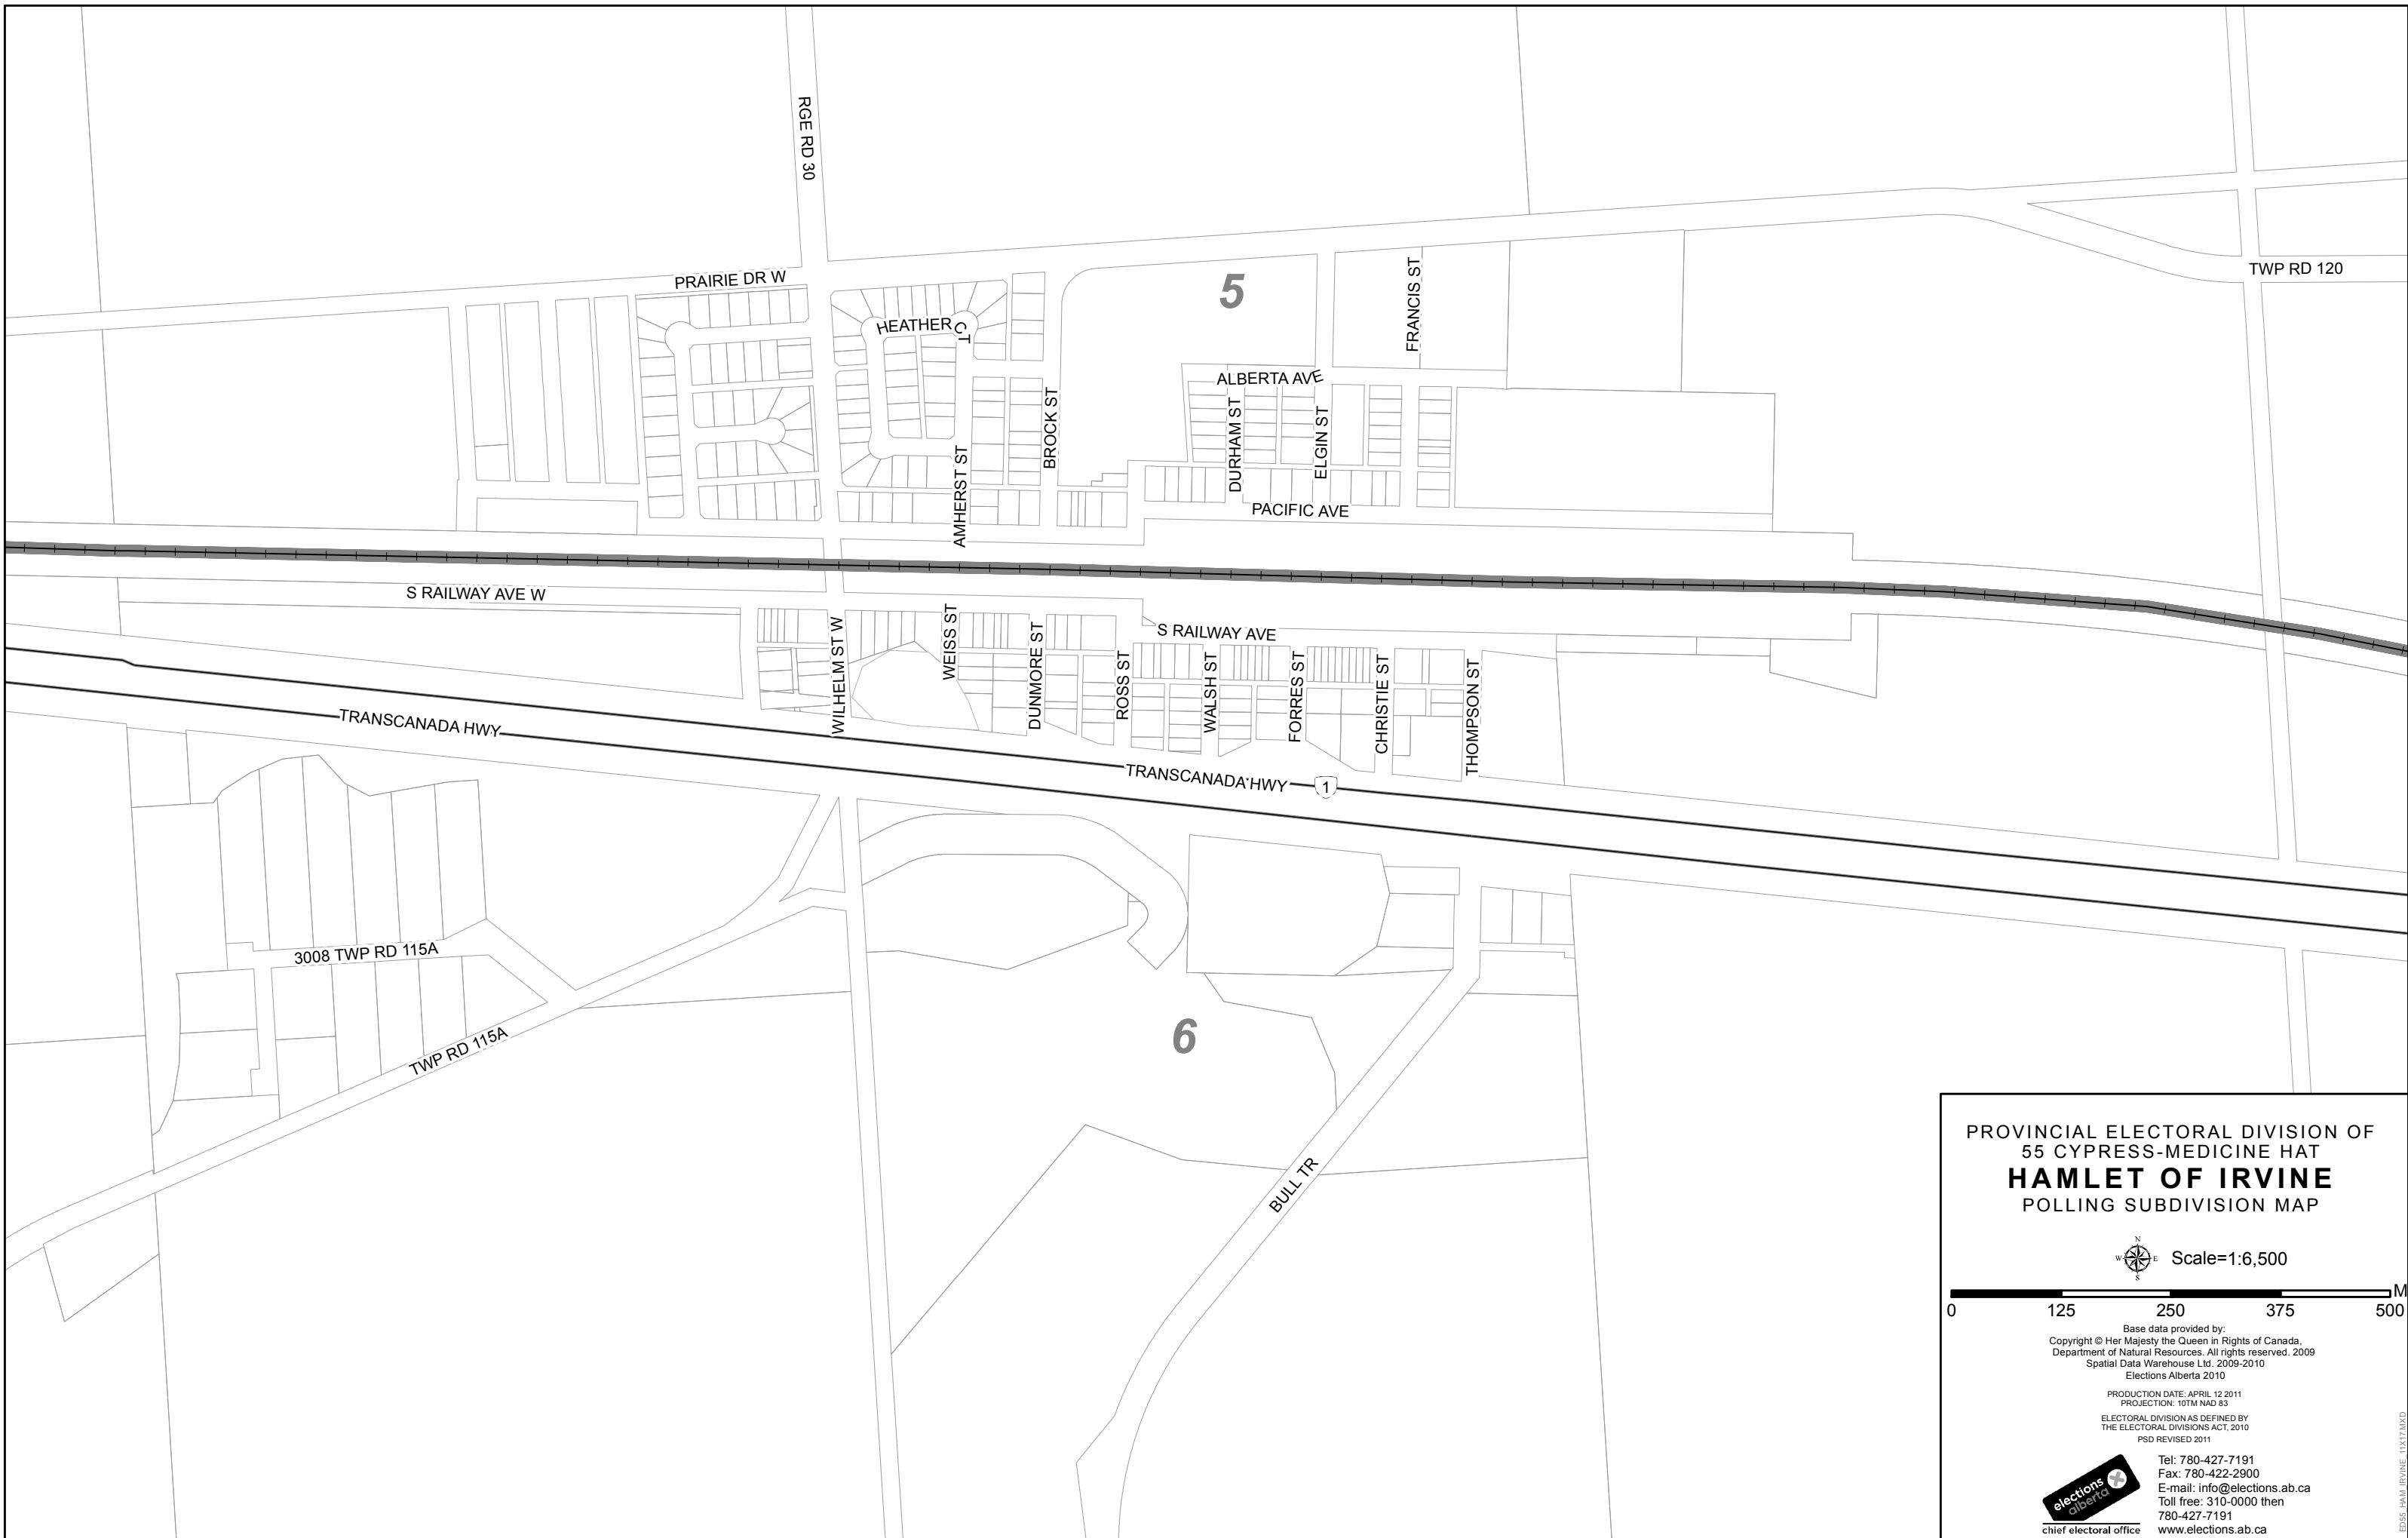 RGE RD 30
PRAIRIE DR W
5
FRANCIS ST
TWP RD 120
HEATHER CT
ALBERTA AVE
BROCK ST
DURHAM ST
ELGIN ST
AMHERST ST
PACIFIC AVE
S RAILWAY AVE W
S RAILWAY AVE
WILHELM ST W
WEISS ST
DUNMORE ST
ROSS ST
WALSH ST
FORRES ST
CHRISTIE ST
THOMPSON ST
TRANSCANADA HWY
TRANSCANADA HWY
1
3008 TWP RD 115A
TWP RD 115A
6
BULL TR
PROVINCIAL ELECTORAL DIVISION OF
55 CYPRESS-MEDICINE HAT
HAMLET OF IRVINE
POLLING SUBDIVISION MAP
N
W E
S
Scale=1:6,500
M
0 125 250 375 500
Base data provided by:
Copyright © Her Majesty the Queen in Rights of Canada,
Department of Natural Resources. All rights reserved. 2009
Spatial Data Warehouse Ltd. 2009-2010
Elections Alberta 2010
PRODUCTION DATE: APRIL 12 2011
PROJECTION: 10TM NAD 83
ELECTORAL DIVISION AS DEFINED BY
THE ELECTORAL DIVISIONS ACT, 2010
PSD REVISED 2011
elections
alberta
chief electoral office
Tel: 780-427-7191
Fax: 780-422-2900
E-mail: info@elections.ab.ca
Toll free: 310-0000 then
780-427-7191
www.elections.ab.ca